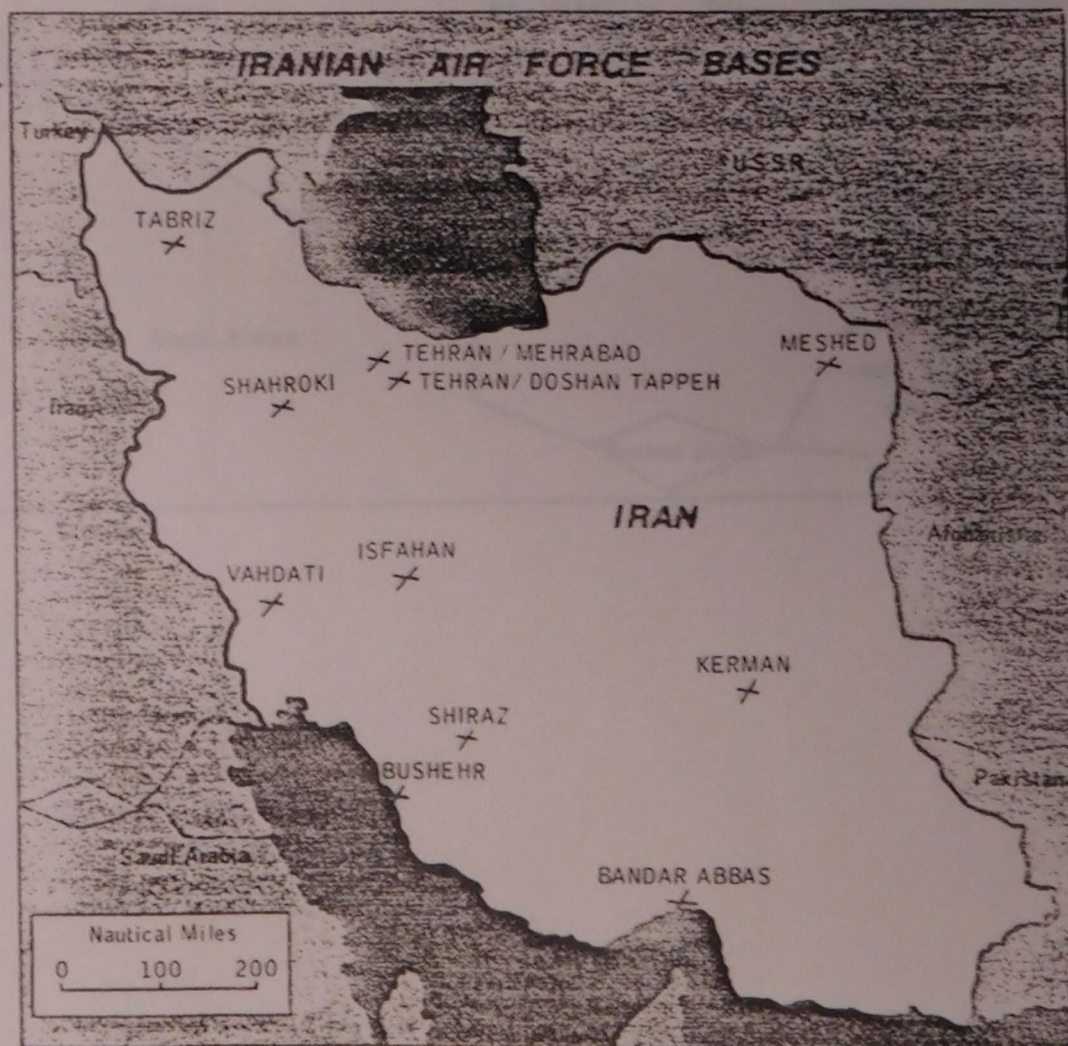 IRANIAN AIR FORCE BASES
Turkey
USSR
TABRIZ
TEHRAN / MEHRABAD
MESHED
TEHRAN / DOSHAN TAPPEH
SHAHROKI
Iraq
IRAN
Afghanistan
ISFAHAN
VAHDATI
KERMAN
SHIRAZ
BUSHEHR
Pakistan
Saudi Arabia
BANDAR ABBAS
Nautical Miles
0 100 200